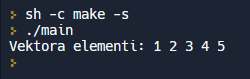 > sh -c make -s
> ./main
Vektora elementi: 1 2 3 4 5
>